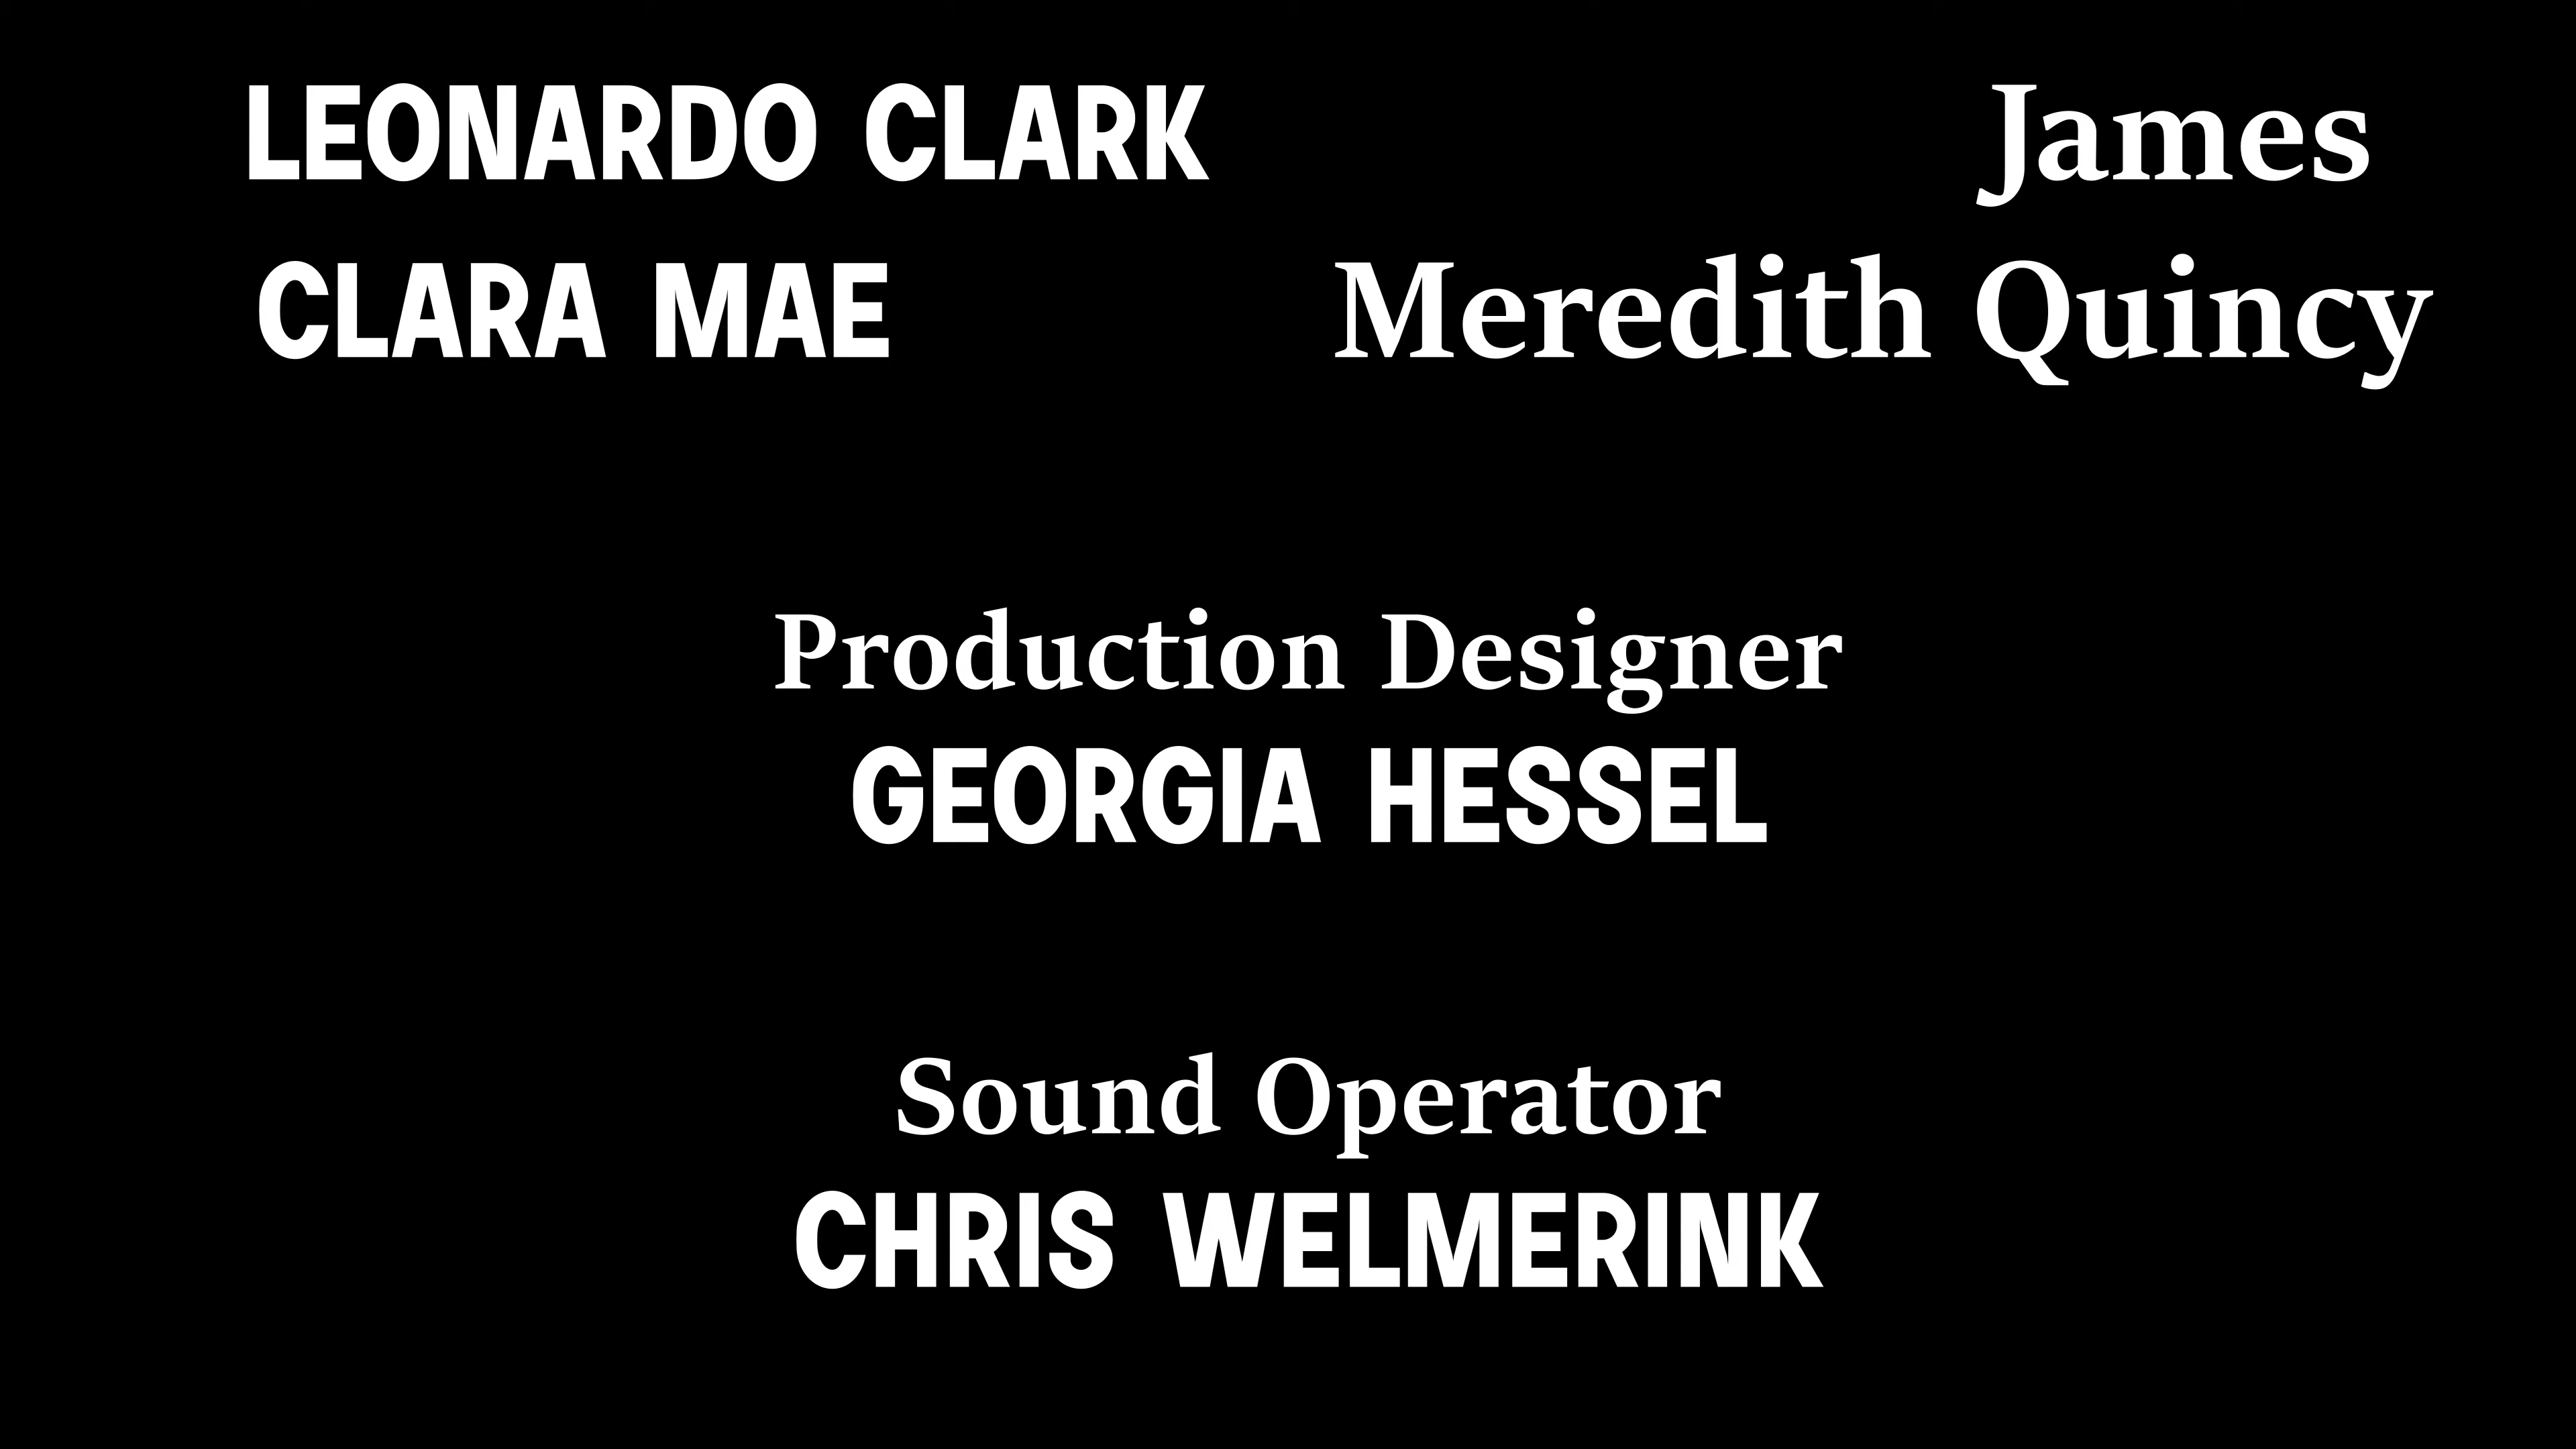 LEONARDO CLARK James
CLARA MAE Meredith Quincy
Production Designer
GEORGIA HESSEL
Sound Operator
CHRIS WELMERINK